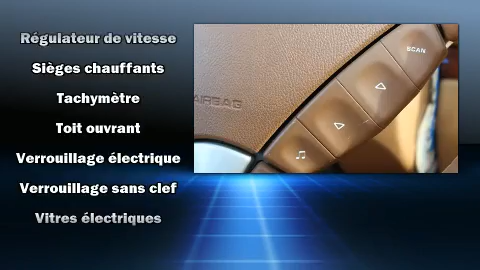 Régulateur de vitesse
Sièges chauffants
Tachymètre
Toit ouvrant
Verrouillage électrique
Verrouillage sans clef
Vitres électriques
SCAN
AIRBAG